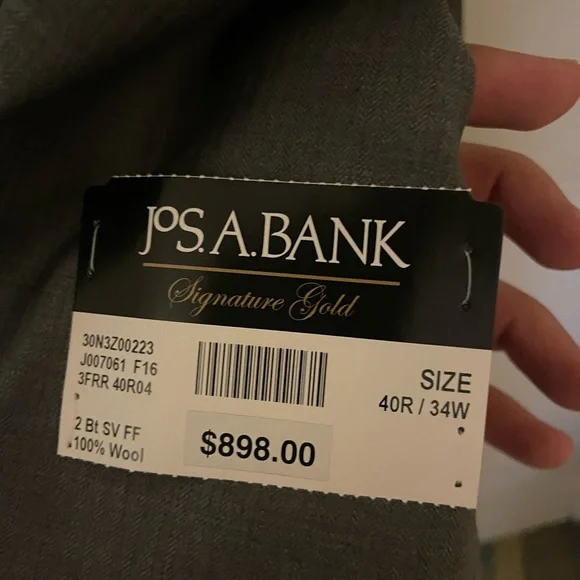 JOS.A.BANK
Signature Gold
30N3Z00223
J007061 F16
3FRR 40R04
SIZE
40R / 34W
2 Bt SV FF
100% Wool
$898.00